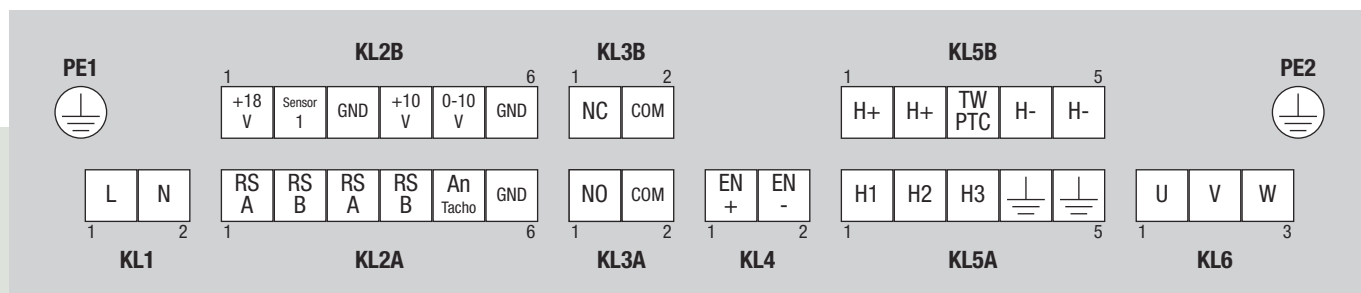 KL2B KL3B KL5B
PE1 PE2
1 6 1 2 1 5
+18 V Sensor 1 GND +10 V 0-10 V GND NC COM H+ H+ TW PTC H- H-
L N RS A RS B RS A RS B An Tacho GND NO COM EN + EN - H1 H2 H3 U V W
1 2 1 6 1 2 1 2 1 5 1 3
KL1 KL2A KL3A KL4 KL5A KL6